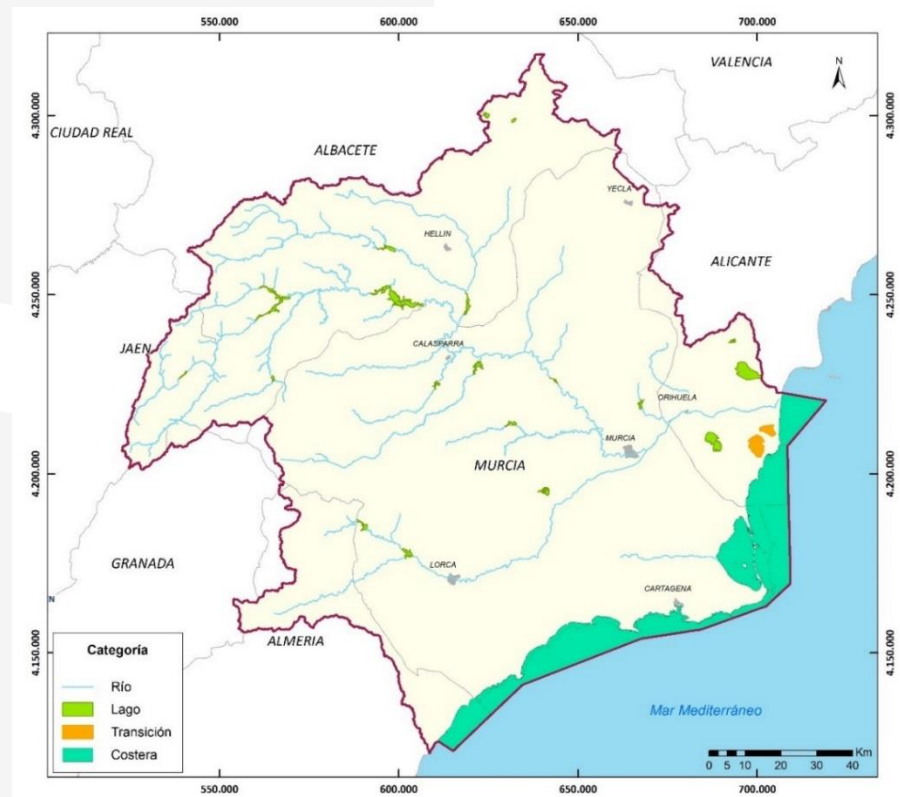 550.000 600.000 650.000 700.000
N
VALENCIA
4.300.000 4.300.000
CIUDAD REAL
ALBACETE
YECLA
HELLIN
ALICANTE
4.250.000 4.250.000
CALASPARRA
JAEN
ORIHUELA
MURCIA
MURCIA
4.200.000 4.200.000
GRANADA
LORCA
CARTAGENA
N
ALMERIA
4.150.000 4.150.000
Categoría
Río
Lago
Transición
Costera
Mar Mediterráneo
Km
0 5 10 20 30 40
550.000 600.000 650.000 700.000